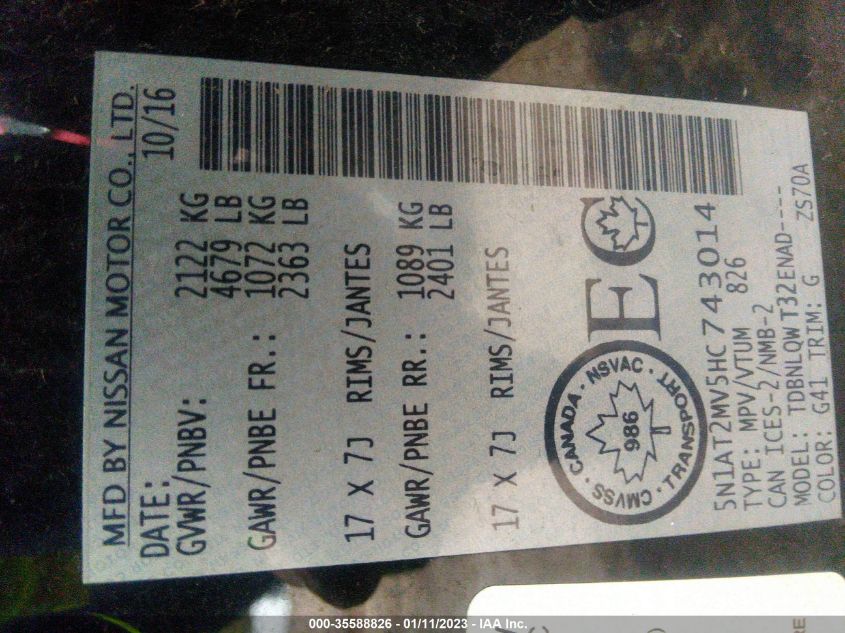 MFD BY NISSAN MOTOR CO., LTD.
DATE: 10/16
GVWR/PNBV: 2122 KG
4679 LB
GAWR/PNBE FR.: 1072 KG
2363 LB
17 X 7J RIMS/JANTES
GAWR/PNBE RR.: 1089 KG
2401 LB
17 X 7J RIMS/JANTES
CANADA - NSVAC - TRANSPORT - CMVSS -
986
EC
5N1AT2MV5HC743014
TYPE: MPV/VTUM 826
CAN ICES-2/NMB-2
MODEL: TDBNLQWT32ENAD----
COLOR: G41 TRIM: G ZS70A
000-35588826 - 01/11/2023 - IAA Inc.